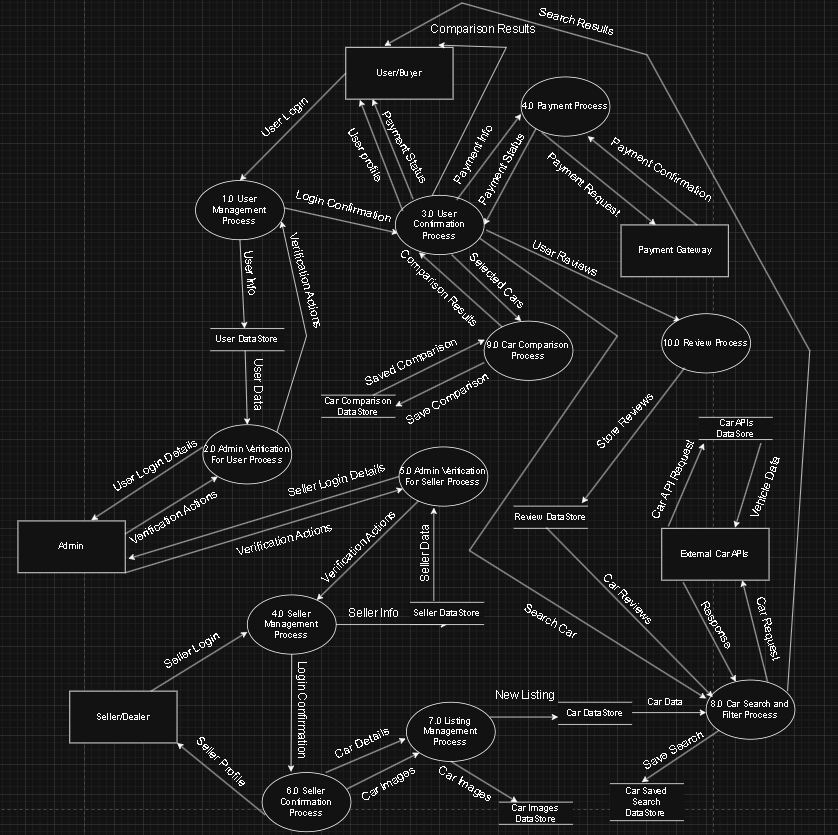 Search Results
Comparison Results
User/Buyer
4.0 Payment Process
User Login
Payment Status
User profile
Payment Info
Payment Status
Payment Request
Payment Confirmation
1.0 User
Management
Process
Login Confirmation
3.0 User
Confirmation
Process
Payment Gateway
User Info
Verification Actions
Comparison Results
Selected Cars
User Reviews
User DataStore
9.0 Car Comparison
Process
10.0 Review Process
User Data
Saved Comparison
Save Comparison
Car Comparison
DataStore
Store Reviews
Car APIs
DataStore
User Login Details
2.0 Admin Verification
For User Process
Seller Login Details
5.0 Admin Verification
For Seller Process
Car API Request
Vehicle Data
Verification Actions
Review DataStore
Admin
Verification Actions
Verification Actions
Seller Data
External Car APIs
Car Reviews
Response
Car Request
4.0 Seller
Management
Process
Seller Info
Seller DataStore
Search Car
Seller Login
Login Confirmation
New Listing
Car Data
Seller/Dealer
7.0 Listing
Management
Process
Car DataStore
8.0 Car Search and
Filter Process
Seller Profile
Car Details
Car Images
Car Images
Save Search
6.0 Seller
Confirmation
Process
Car Images
DataStore
Car Saved
Search
DataStore